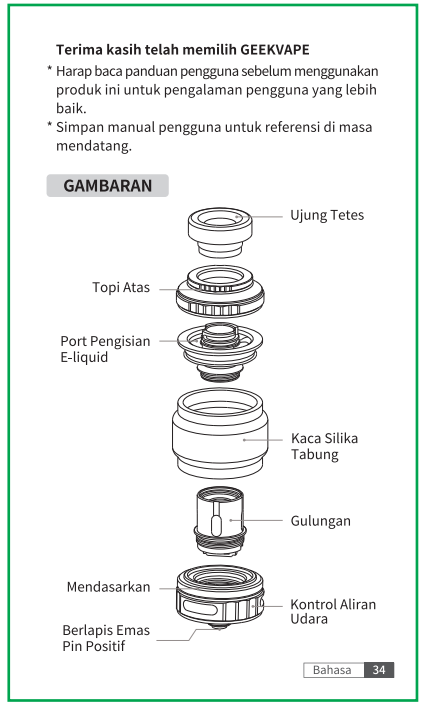 Terima kasih telah memilih GEEKVAPE
* Harap baca panduan pengguna sebelum menggunakan
produk ini untuk pengalaman pengguna yang lebih
baik.
* Simpan manual pengguna untuk referensi di masa
mendatang.
GAMBARAN
Ujung Tetes
Topi Atas
Port Pengisian
E-liquid
Kaca Silika
Tabung
Gulungan
Mendasarkan
Kontrol Aliran
Udara
Berlapis Emas
Pin Positif
Bahasa 34